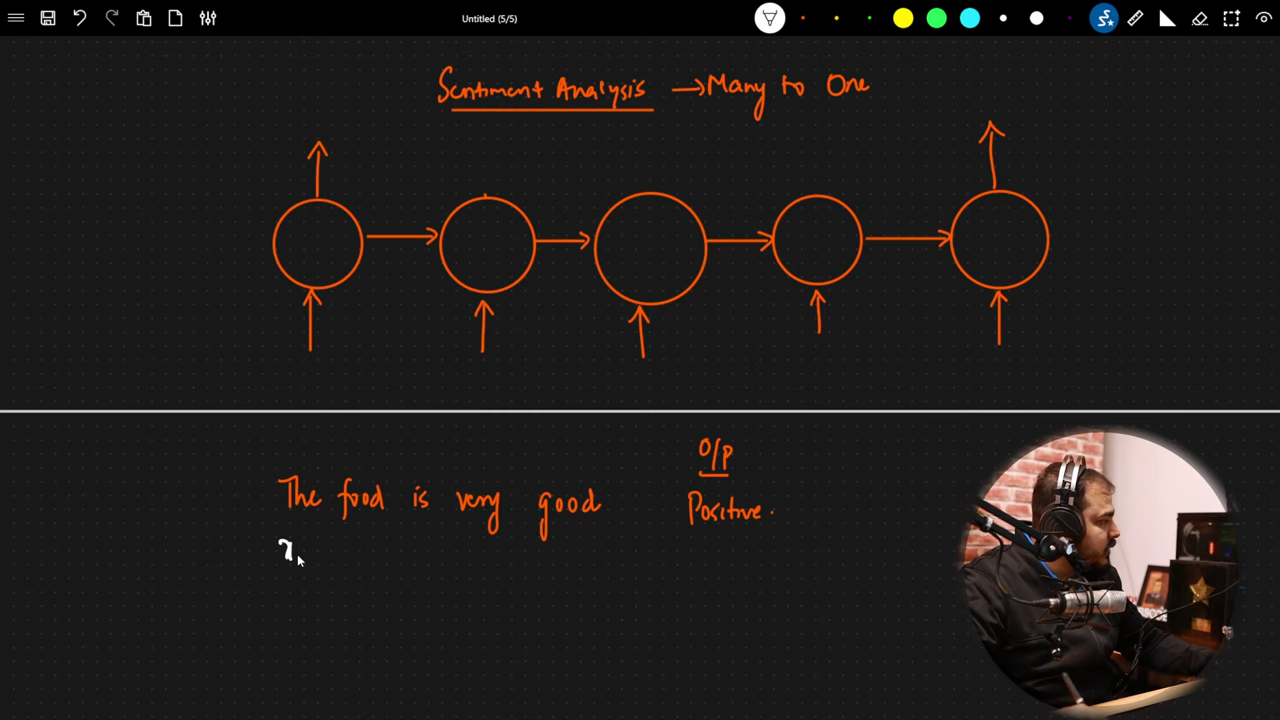 Untitled (5/5)
Sentiment Analysis → Many to One
O/P
The food is very good Positive.